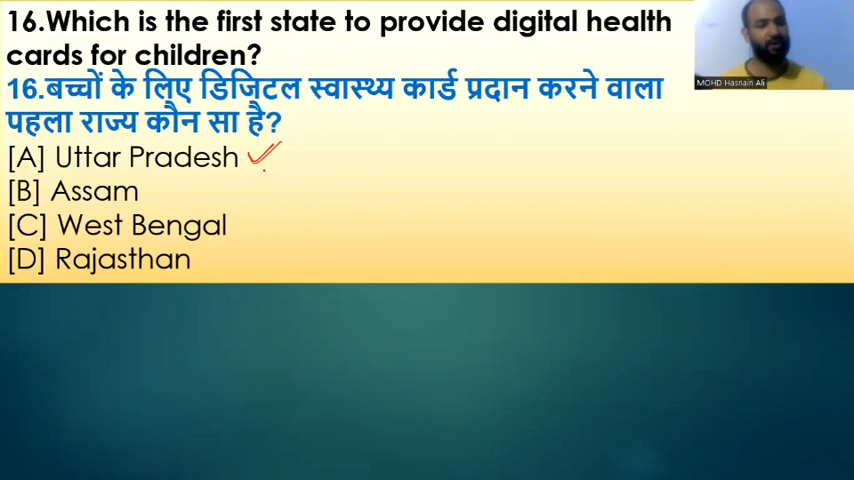 16.Which is the first state to provide digital health
cards for children?
16.बच्चों के लिए डिजिटल स्वास्थ्य कार्ड प्रदान करने वाला
पहला राज्य कौन सा है?
[A] Uttar Pradesh
[B] Assam
[C] West Bengal
[D] Rajasthan
MOHD Hasnain Ali